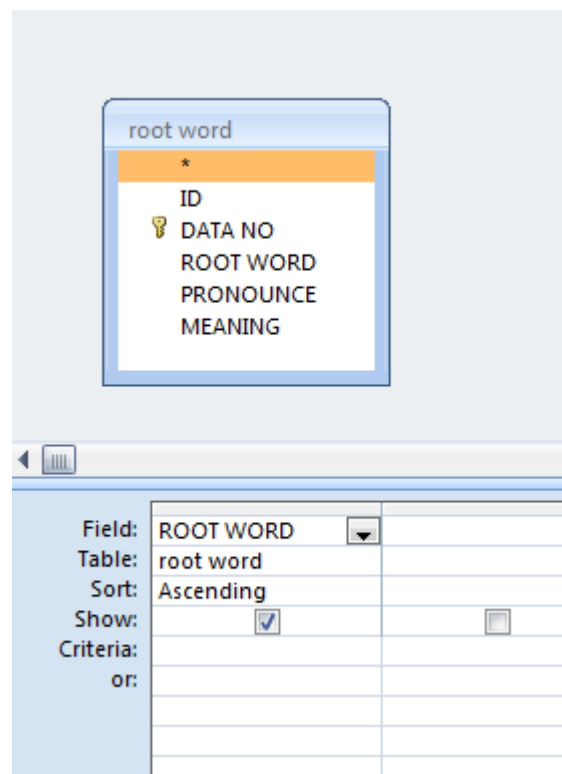 root word
*
ID
DATA NO
ROOT WORD
PRONOUNCE
MEANING
Field: ROOT WORD
Table: root word
Sort: Ascending
Show:
Criteria:
or: